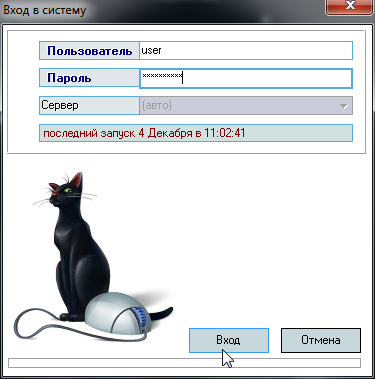 Вход в систему
Пользователь user
Пароль **********
Сервер (авто)
последний запуск 4 Декабря в 11:02:41
Вход Отмена